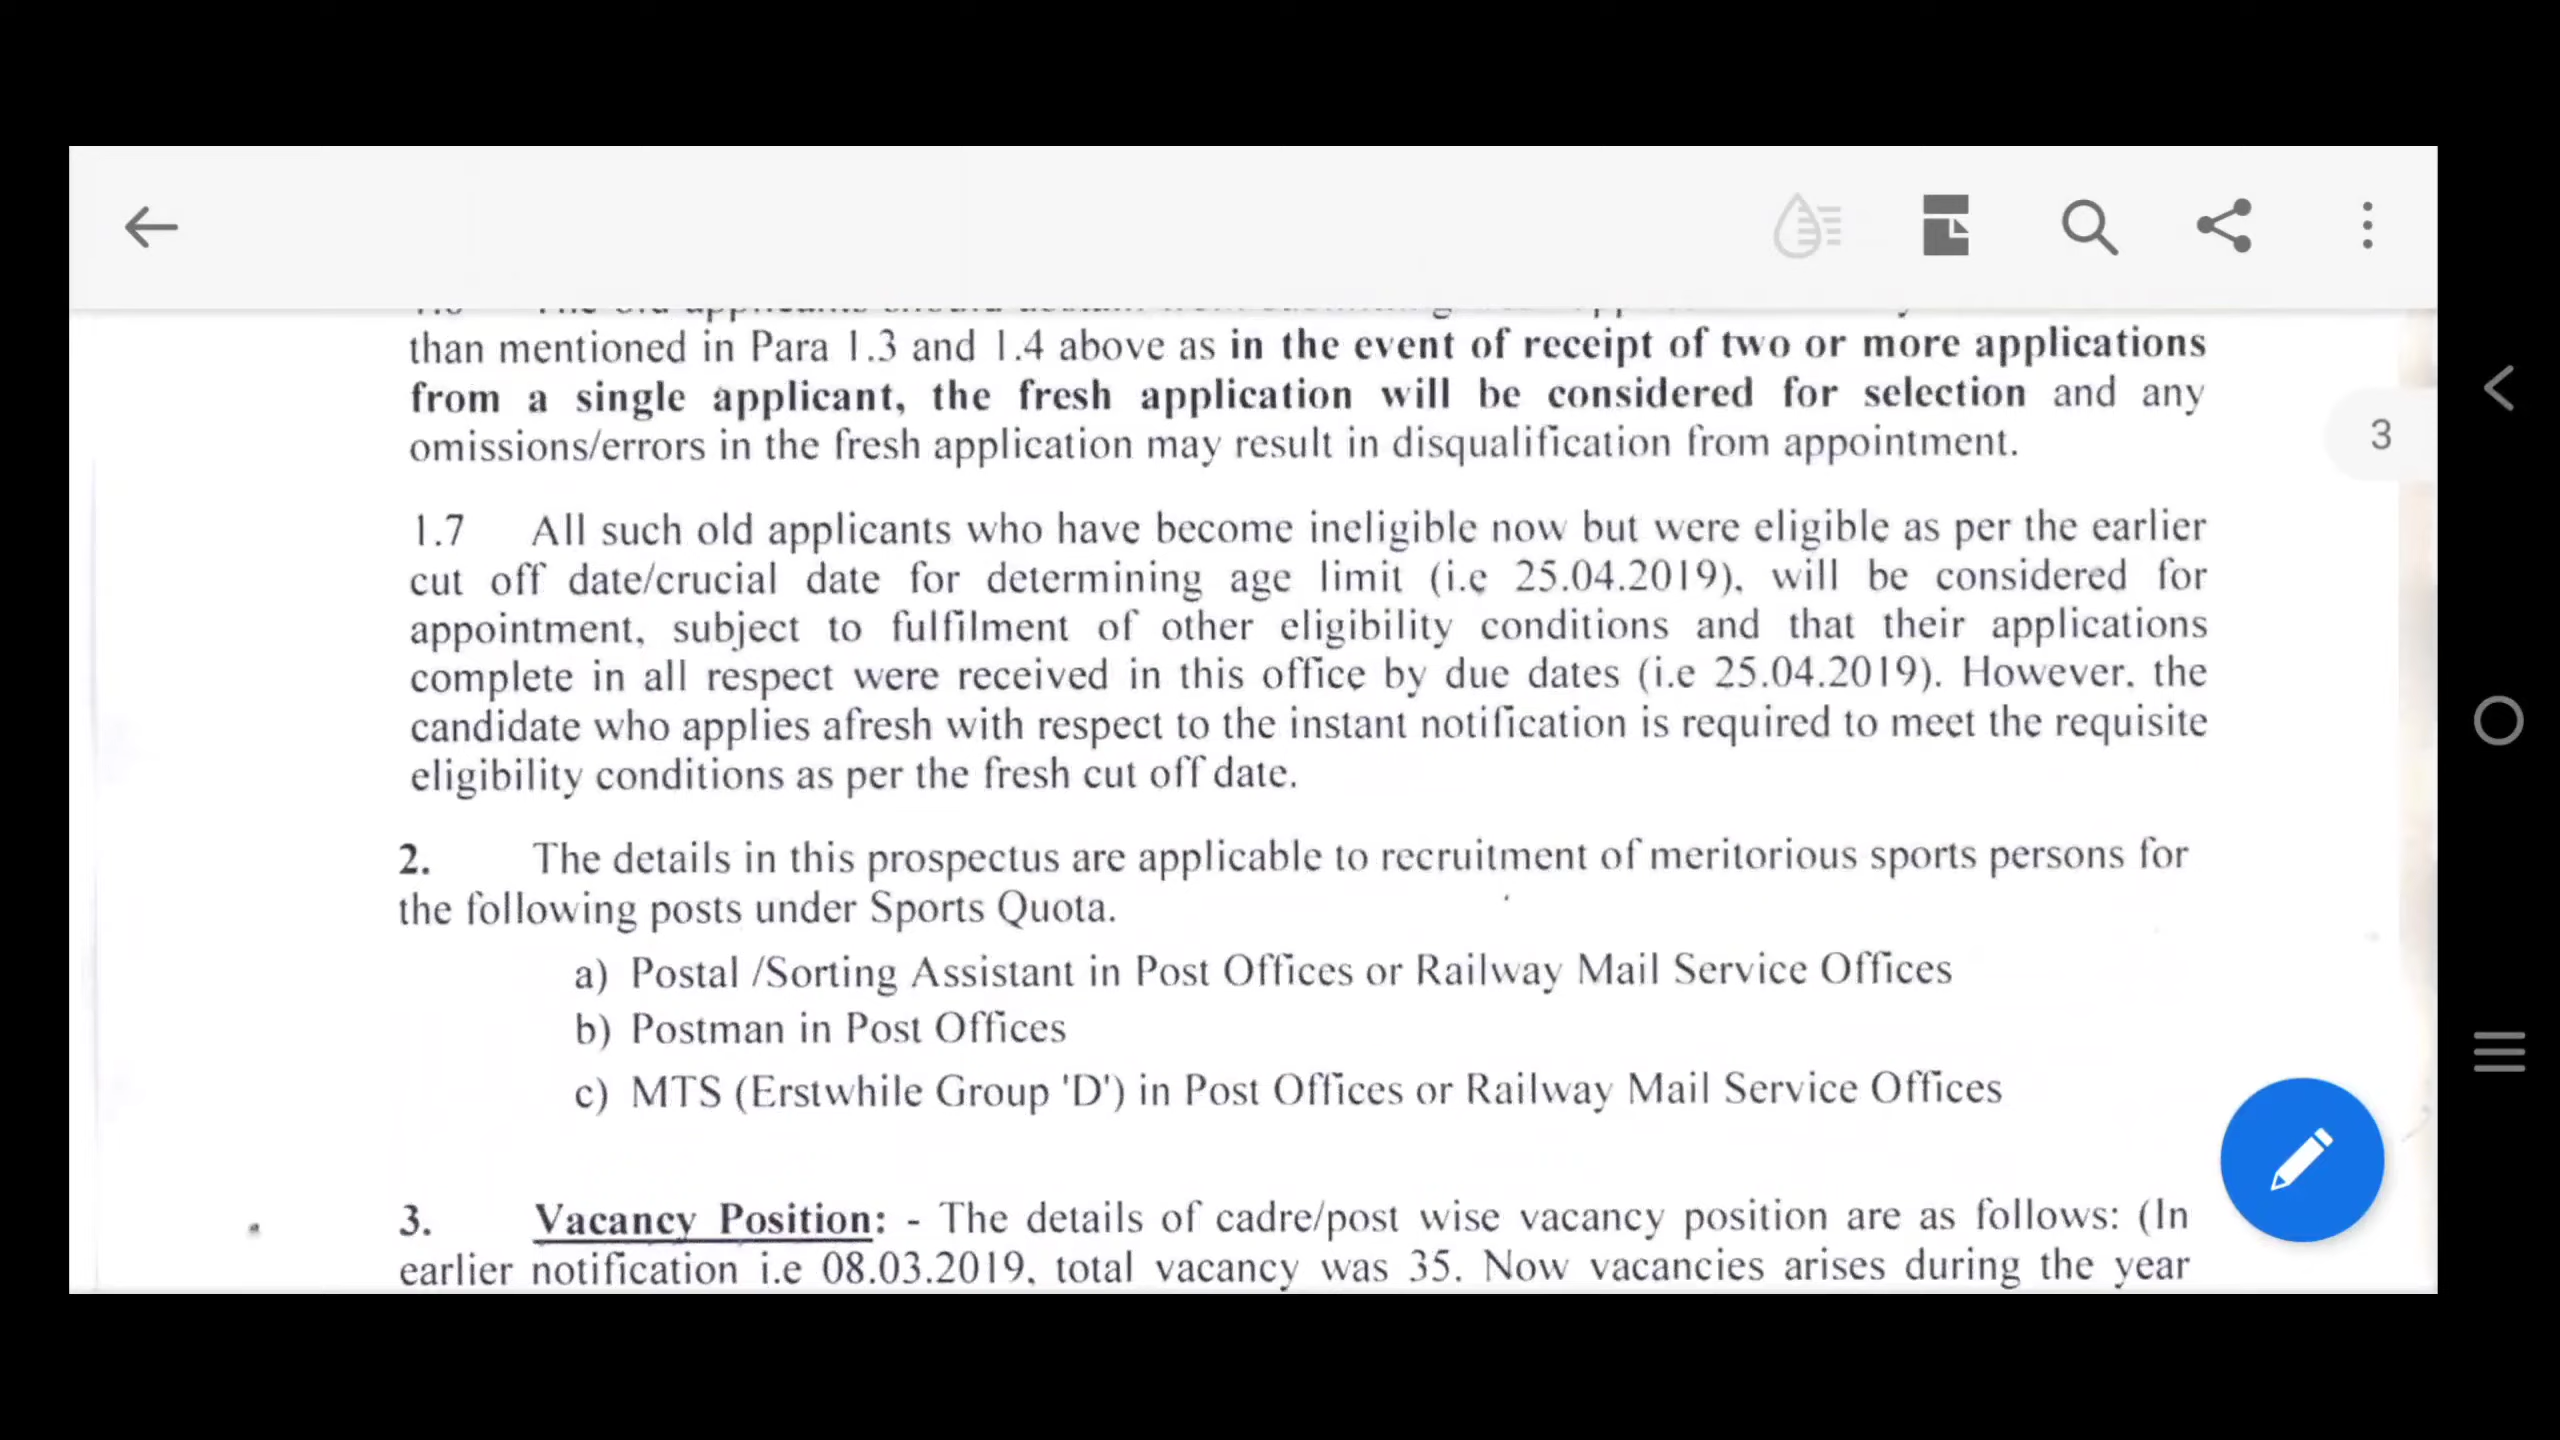 than mentioned in Para 1.3 and 1.4 above as in the event of receipt of two or more applications
from a single applicant, the fresh application will be considered for selection and any
omissions/errors in the fresh application may result in disqualification from appointment.
3
1.7 All such old applicants who have become ineligible now but were eligible as per the earlier
cut off date/crucial date for determining age limit (i.e 25.04.2019), will be considered for
appointment, subject to fulfilment of other eligibility conditions and that their applications
complete in all respect were received in this office by due dates (i.e 25.04.2019). However, the
candidate who applies afresh with respect to the instant notification is required to meet the requisite
eligibility conditions as per the fresh cut off date.
2. The details in this prospectus are applicable to recruitment of meritorious sports persons for
the following posts under Sports Quota.
a) Postal /Sorting Assistant in Post Offices or Railway Mail Service Offices
b) Postman in Post Offices
c) MTS (Erstwhile Group 'D') in Post Offices or Railway Mail Service Offices
3. Vacancy Position: - The details of cadre/post wise vacancy position are as follows: (In
earlier notification i.e 08.03.2019, total vacancy was 35. Now vacancies arises during the year